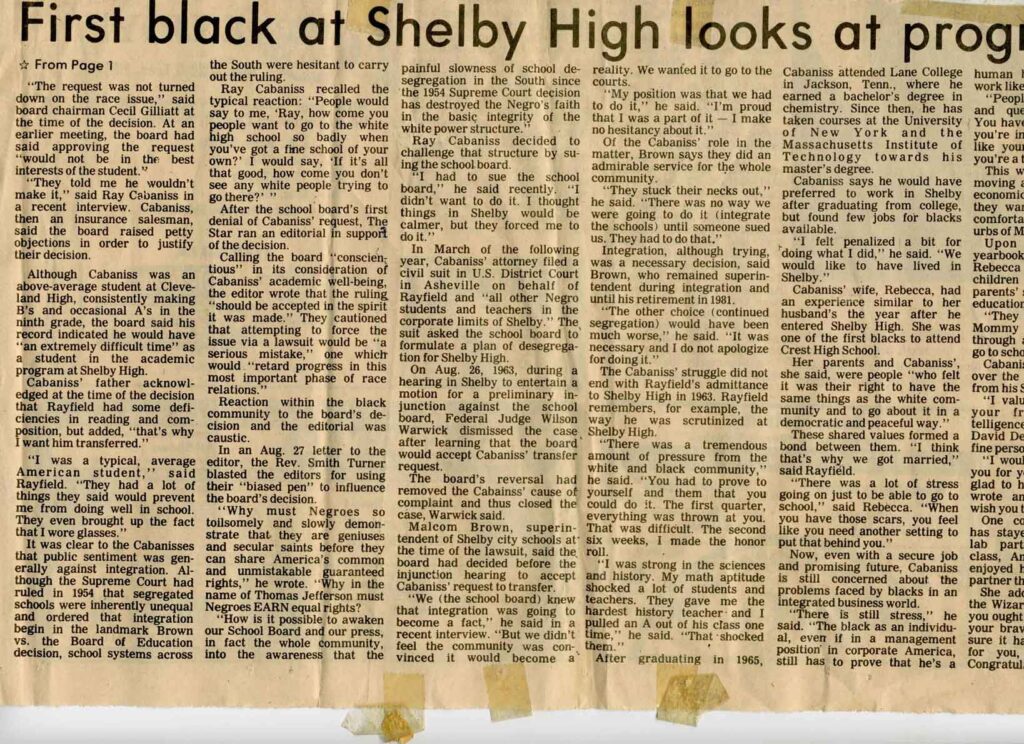 First black at Shelby High looks at progr
☆ From Page 1
"The request was not turned
down on the race issue," said
board chairman Cecil Gilliatt at
the time of the decision. At an
earlier meeting, the board had
said approving the request
"would not be in the best
interests of the student."
"They told me he wouldn't
make it," said Ray Cabaniss in
a recent interview. Cabaniss,
then an insurance salesman,
said the board raised petty
objections in order to justify
their decision.
Although Cabaniss was an
above-average student at Cleve-
land High, consistently making
B's and occasional A's in the
ninth grade, the board said his
record indicated he would have
"an extremely difficult time" as
a student in the academic
program at Shelby High.
Cabaniss' father acknowl-
edged at the time of the decision
that Rayfield had some defi-
ciencies in reading and com-
position, but added, "that's why
I want him transferred."
"I was a typical, average
American student," said
Rayfield. "They had a lot of
things they said would prevent
me from doing well in school.
They even brought up the fact
that I wore glasses."
It was clear to the Cabanisses
that public sentiment was gen-
erally against integration. Al-
though the Supreme Court had
ruled in 1954 that segregated
schools were inherently unequal
and ordered that integration
begin in the landmark Brown
vs. the Board of Education
decision, school systems across
the South were hesitant to carry
out the ruling.
Ray Cabaniss recalled the
typical reaction: "People would
say to me, 'Ray, how come you
people want to go to the white
high school so badly when
you've got a fine school of your
own?' I would say, 'If it's all
that good, how come you don't
see any white people trying to
go there?' "
After the school board's first
denial of Cabaniss' request, The
Star ran an editorial in support
of the decision.
Calling the board "conscien-
tious" in its consideration of
Cabaniss' academic well-being,
the editor wrote that the ruling
"should be accepted in the spirit
it was made." They cautioned
that attempting to force the
issue via a lawsuit would be "a
serious mistake," one which
would "retard progress in this
most important phase of race
relations."
Reaction within the black
community to the board's de-
cision and the editorial was
caustic.
In an Aug. 27 letter to the
editor, the Rev. Smith Turner
blasted the editors for using
their "biased pen" to influence
the board's decision.
"Why must Negroes so
toilsomely and slowly demon-
strate that they are geniuses
and secular saints before they
can share America's common
and unmistakable guaranteed
rights," he wrote. "Why in the
name of Thomas Jefferson must
Negroes EARN equal rights?
"How is it possible to awaken
our School Board and our press,
in fact the whole community,
into the awareness that the
painful slowness of school de-
segregation in the South since
the 1954 Supreme Court decision
has destroyed the Negro's faith
in the basic integrity of the
white power structure."
Ray Cabaniss decided to
challenge that structure by su-
ing the school board.
"I had to sue the school
board," he said recently. "I
didn't want to do it. I thought
things in Shelby would be
calmer, but they forced me to
do it."
In March of the following
year, Cabaniss' attorney filed a
civil suit in U.S. District Court
in Asheville on behalf of
Rayfield and "all other Negro
students and teachers in the
corporate limits of Shelby." The
suit asked the school board to
formulate a plan of desegrega-
tion for Shelby High.
On Aug. 26, 1963, during a
hearing in Shelby to entertain a
motion for a preliminary in-
junction against the school
board, Federal Judge Wilson
Warwick dismissed the case
after learning that the board
would accept Cabaniss' transfer
request.
The board's reversal had
removed the Cabainss' cause of
complaint and thus closed the
case, Warwick said.
Malcom Brown, superin-
tendent of Shelby city schools at
the time of the lawsuit, said the
board had decided before the
injunction hearing to accept
Cabaniss' request to transfer.
"We (the school board) knew
that integration was going to
become a fact," he said in a
recent interview. "But we didn't
feel the community was con-
vinced it would become a
reality. We wanted it to go to the
courts.
"My position was that we had
to do it," he said. "I'm proud
that I was a part of it — I make
no hesitancy about it."
Of the Cabaniss' role in the
matter, Brown says they did an
admirable service for the whole
community.
"They stuck their necks out,"
he said. "There was no way we
were going to do it (integrate
the schools) until someone sued
us. They had to do that."
Integration, although trying,
was a necessary decision, said
Brown, who remained superin-
tendent during integration and
until his retirement in 1981.
"The other choice (continued
segregation) would have been
much worse," he said. "It was
necessary and I do not apologize
for doing it."
The Cabaniss' struggle did not
end with Rayfield's admittance
to Shelby High in 1963. Rayfield
remembers, for example, the
way he was scrutinized at
Shelby High.
"There was a tremendous
amount of pressure from the
white and black community,"
he said. "You had to prove to
yourself and them that you
could do it. The first quarter,
everything was thrown at you.
That was difficult. The second
six weeks, I made the honor
roll.
"I was strong in the sciences
and history. My math aptitude
shocked a lot of students and
teachers. They gave me the
hardest history teacher and I
pulled an A out of his class one
time," he said. "That shocked
them."
After graduating in 1965,
Cabaniss attended Lane College
in Jackson, Tenn., where he
earned a bachelor's degree in
chemistry. Since then, he has
taken courses at the University
of New York and the
Massachusetts Institute of
Technology towards his
master's degree.
Cabaniss says he would have
preferred to work in Shelby
after graduating from college,
but found few jobs for blacks
available.
"I felt penalized a bit for
doing what I did," he said. "We
would like to have lived in
Shelby."
Cabaniss' wife, Rebecca, had
an experience similar to her
husband's the year after he
entered Shelby High. She was
one of the first blacks to attend
Crest High School.
Her parents and Cabaniss',
she said, were people "who felt
it was their right to have the
same things as the white com-
munity and to go about it in a
democratic and peaceful way."
These shared values formed a
bond between them. "I think
that's why we got married,"
said Rayfield.
"There was a lot of stress
going on just to be able to go to
school," said Rebecca. "When
you have those scars, you feel
like you need another setting to
put that behind you."
Now, even with a secure job
and promising future, Cabaniss
is still concerned about the
problems faced by blacks in an
integrated business world.
"There is still stress," he
said. "The black as an individu-
al, even if in a management
position in corporate America,
still has to prove that he's a
human b
work like
"Peopl
and que
You have
you're in
like your
you're a t
This w
moving a
economic
they wan
comforta
urbs of M
Upon
yearbook
Rebecca
children
parents'
education
"They
Mommy
through a
go to scho
Cabani
over the
from his S
"I valu
your fr
telligence
David De
fine perso
"I woul
you for y
glad to h
wrote an
wish you t
One co
has staye
lab part
class, An
enjoyed h
partner th
She add
the Wizar
you ought
your brav
sure it ha
for you,
Congratul